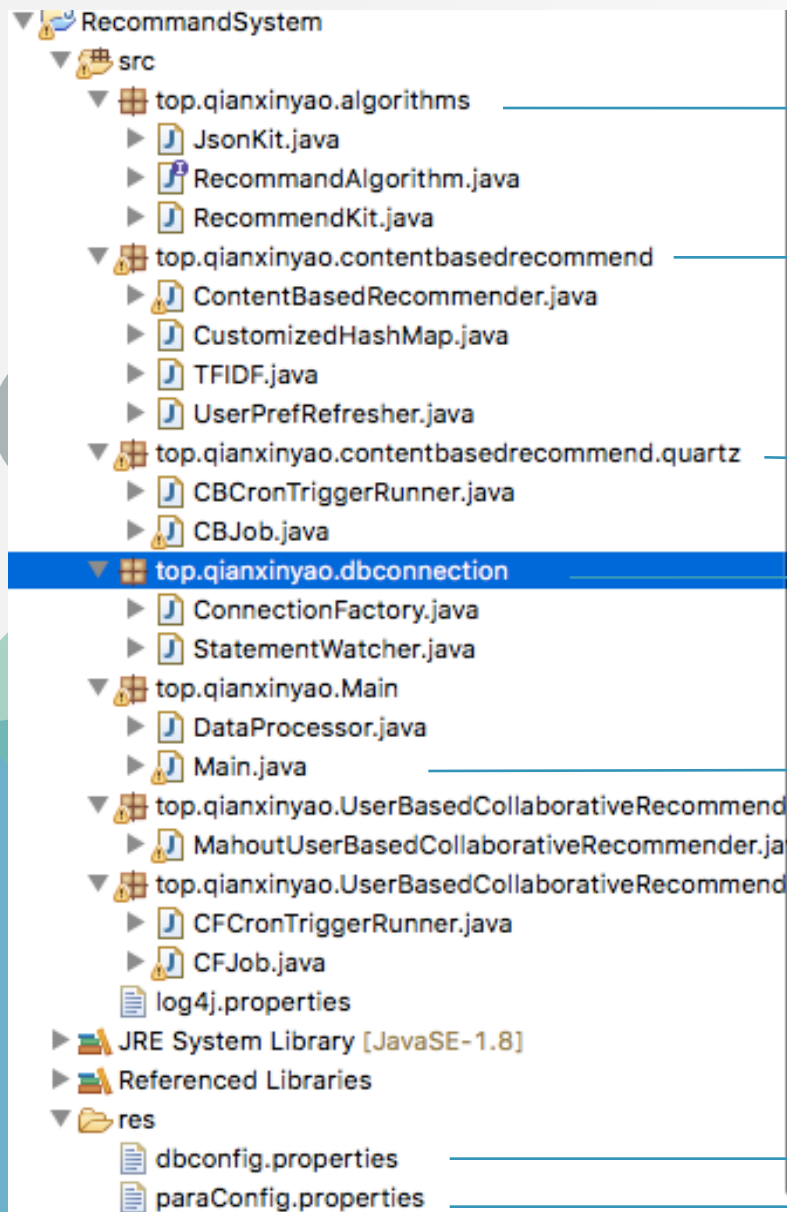 RecommandSystem
src
top.qianxinyao.algorithms
JsonKit.java
RecommandAlgorithm.java
RecommendKit.java
top.qianxinyao.contentbasedrecommend
ContentBasedRecommender.java
CustomizedHashMap.java
TFIDF.java
UserPrefRefresher.java
top.qianxinyao.contentbasedrecommend.quartz
CBCronTriggerRunner.java
CBJob.java
top.qianxinyao.dbconnection
ConnectionFactory.java
StatementWatcher.java
top.qianxinyao.Main
DataProcessor.java
Main.java
top.qianxinyao.UserBasedCollaborativeRecommend
MahoutUserBasedCollaborativeRecommender.ja
top.qianxinyao.UserBasedCollaborativeRecommend
CFCronTriggerRunner.java
CFJob.java
log4j.properties
JRE System Library [JavaSE-1.8]
Referenced Libraries
res
dbconfig.properties
paraConfig.properties